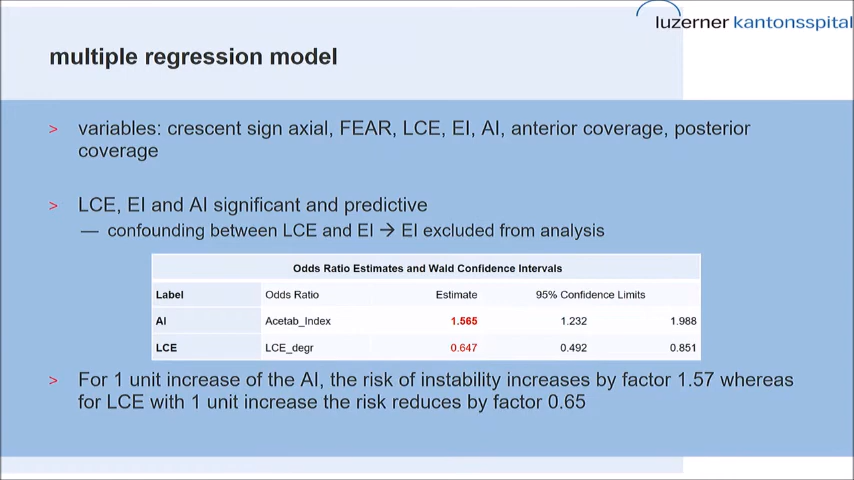 luzerner kantonsspital
multiple regression model
> variables: crescent sign axial, FEAR, LCE, EI, AI, anterior coverage, posterior
coverage
> LCE, EI and AI significant and predictive
— confounding between LCE and EI → EI excluded from analysis
Odds Ratio Estimates and Wald Confidence Intervals
Label Odds Ratio Estimate 95% Confidence Limits
AI Acetab_Index 1.565 1.232 1.988
LCE LCE_degr 0.647 0.492 0.851
> For 1 unit increase of the AI, the risk of instability increases by factor 1.57 whereas
for LCE with 1 unit increase the risk reduces by factor 0.65